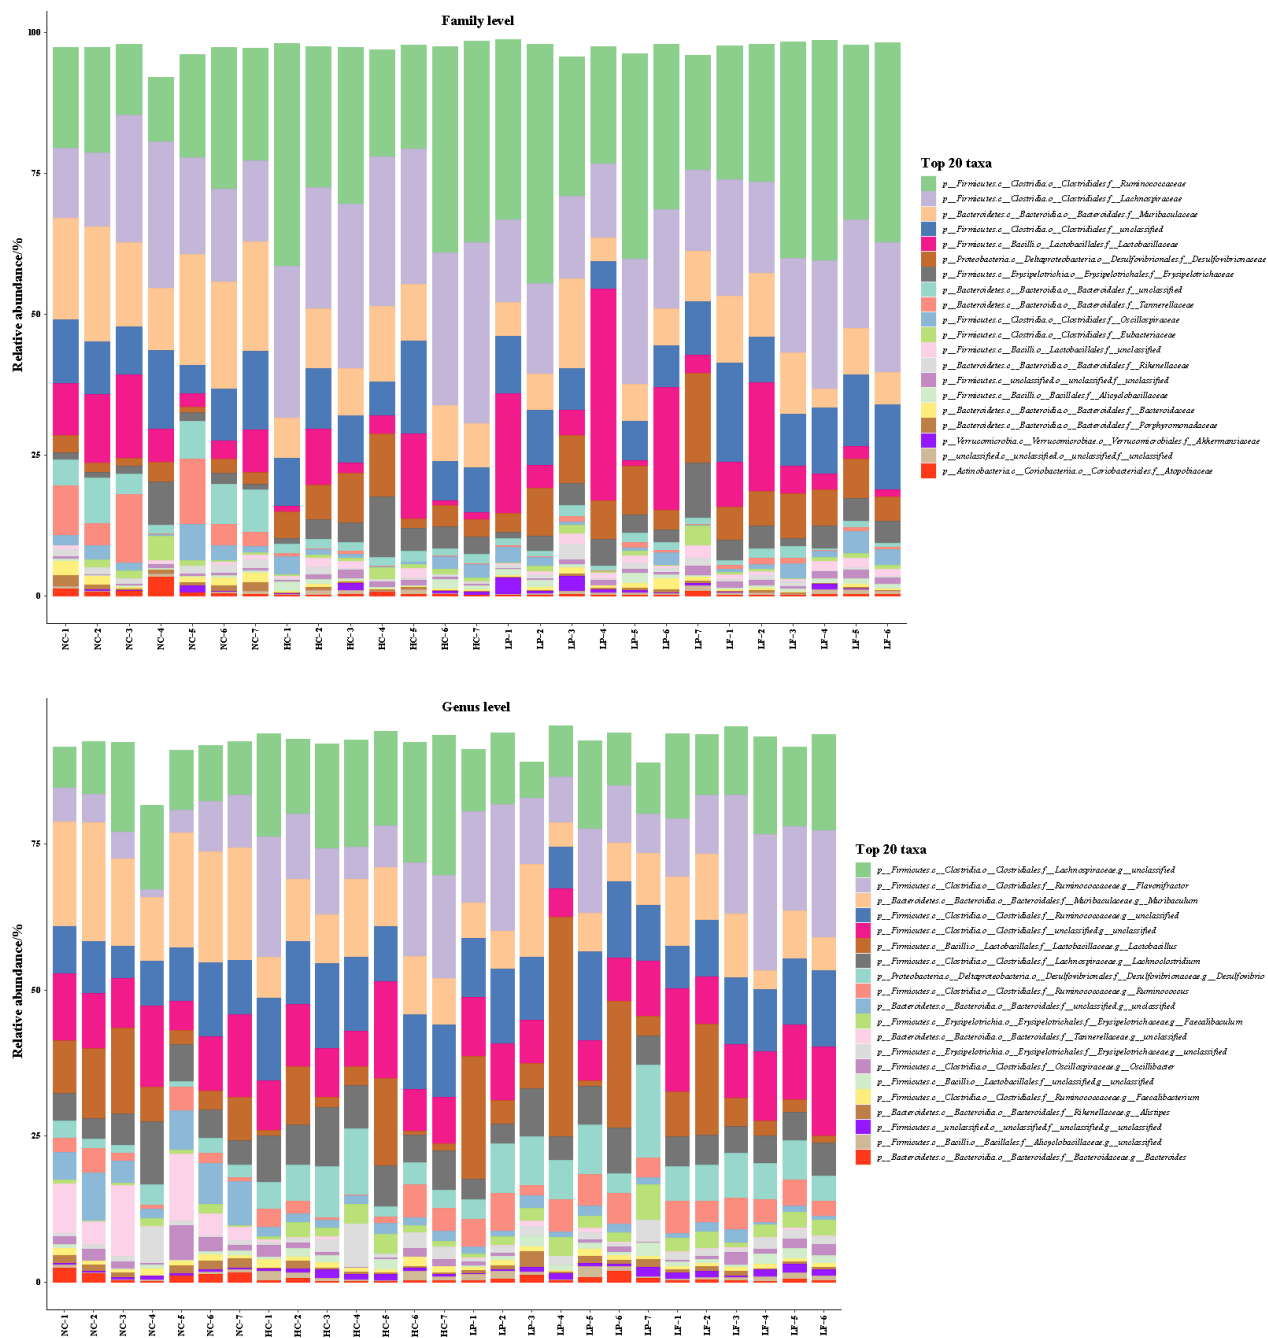 Family level
100
75
50
25
0
Relative abundance/%
NC-1 NC-2 NC-3 NC-4 NC-5 NC-6 NC-7 HC-1 HC-2 HC-3 HC-4 HC-5 HC-6 HC-7 LP-1 LP-2 LP-3 LP-4 LP-5 LP-6 LP-7 LF-1 LF-2 LF-3 LF-4 LF-5 LF-6
Top 20 taxa
p__Firmicutes.c__Clostridia.o__Clostridiales.f__Ruminococcaceae
p__Firmicutes.c__Clostridia.o__Clostridiales.f__Lachnospiraceae
p__Bacteroidetes.c__Bacteroidia.o__Bacteroidales.f__Muribaculaceae
p__Firmicutes.c__Clostridia.o__Clostridiales.f__unclassified
p__Firmicutes.c__Bacilli.o__Lactobacillales.f__Lactobacillaceae
p__Proteobacteria.c__Deltaproteobacteria.o__Desulfovibrionales.f__Desulfovibrionaceae
p__Firmicutes.c__Erysipelotrichia.o__Erysipelotrichales.f__Erysipelotrichaceae
p__Bacteroidetes.c__Bacteroidia.o__Bacteroidales.f__unclassified
p__Bacteroidetes.c__Bacteroidia.o__Bacteroidales.f__Tannerellaceae
p__Firmicutes.c__Clostridia.o__Clostridiales.f__Oscillospiraceae
p__Firmicutes.c__Clostridia.o__Clostridiales.f__Eubacteriaceae
p__Firmicutes.c__Bacilli.o__Lactobacillales.f__unclassified
p__Bacteroidetes.c__Bacteroidia.o__Bacteroidales.f__Rikenellaceae
p__Firmicutes.c__unclassified.o__unclassified.f__unclassified
p__Firmicutes.c__Bacilli.o__Bacillales.f__Alicyclobacillaceae
p__Bacteroidetes.c__Bacteroidia.o__Bacteroidales.f__Bacteroidaceae
p__Bacteroidetes.c__Bacteroidia.o__Bacteroidales.f__Porphyromonadaceae
p__Verrucomicrobia.c__Verrucomicrobiae.o__Verrucomicrobiales.f__Akkermansiaceae
p__unclassified.c__unclassified.o__unclassified.f__unclassified
p__Actinobacteria.c__Coriobacteriia.o__Coriobacteriales.f__Atopobiaceae
Genus level
75
50
25
0
Relative abundance/%
NC-1 NC-2 NC-3 NC-4 NC-5 NC-6 NC-7 HC-1 HC-2 HC-3 HC-4 HC-5 HC-6 HC-7 LP-1 LP-2 LP-3 LP-4 LP-5 LP-6 LP-7 LF-1 LF-2 LF-3 LF-4 LF-5 LF-6
Top 20 taxa
p__Firmicutes.c__Clostridia.o__Clostridiales.f__Lachnospiraceae.g__unclassified
p__Firmicutes.c__Clostridia.o__Clostridiales.f__Ruminococcaceae.g__Flavonifractor
p__Bacteroidetes.c__Bacteroidia.o__Bacteroidales.f__Muribaculaceae.g__Muribaculum
p__Firmicutes.c__Clostridia.o__Clostridiales.f__Ruminococcaceae.g__unclassified
p__Firmicutes.c__Clostridia.o__Clostridiales.f__unclassified.g__unclassified
p__Firmicutes.c__Bacilli.o__Lactobacillales.f__Lactobacillaceae.g__Lactobacillus
p__Firmicutes.c__Clostridia.o__Clostridiales.f__Lachnospiraceae.g__Lachnoclostridium
p__Proteobacteria.c__Deltaproteobacteria.o__Desulfovibrionales.f__Desulfovibrionaceae.g__Desulfovibrio
p__Firmicutes.c__Clostridia.o__Clostridiales.f__Ruminococcaceae.g__Ruminococcus
p__Bacteroidetes.c__Bacteroidia.o__Bacteroidales.f__unclassified.g__unclassified
p__Firmicutes.c__Erysipelotrichia.o__Erysipelotrichales.f__Erysipelotrichaceae.g__Faecalibaculum
p__Bacteroidetes.c__Bacteroidia.o__Bacteroidales.f__Tannerellaceae.g__unclassified
p__Firmicutes.c__Erysipelotrichia.o__Erysipelotrichales.f__Erysipelotrichaceae.g__unclassified
p__Firmicutes.c__Clostridia.o__Clostridiales.f__Oscillospiraceae.g__Oscillibacter
p__Firmicutes.c__Bacilli.o__Lactobacillales.f__unclassified.g__unclassified
p__Firmicutes.c__Clostridia.o__Clostridiales.f__Ruminococcaceae.g__Faecalibacterium
p__Bacteroidetes.c__Bacteroidia.o__Bacteroidales.f__Rikenellaceae.g__Alistipes
p__Firmicutes.c__unclassified.o__unclassified.f__unclassified.g__unclassified
p__Firmicutes.c__Bacilli.o__Bacillales.f__Alicyclobacillaceae.g__unclassified
p__Bacteroidetes.c__Bacteroidia.o__Bacteroidales.f__Bacteroidaceae.g__Bacteroides